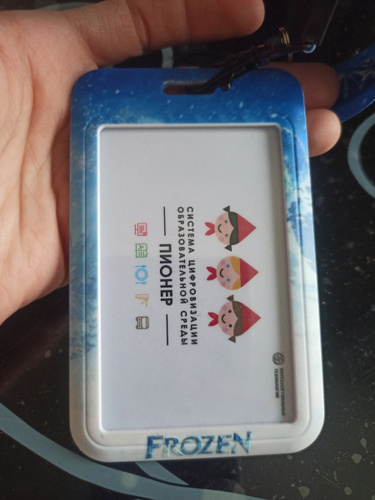 СИСТЕМА ЦИФРОВИЗАЦИИ
ОБРАЗОВАТЕЛЬНОЙ СРЕДЫ
ПИОНЕР
FROZEN